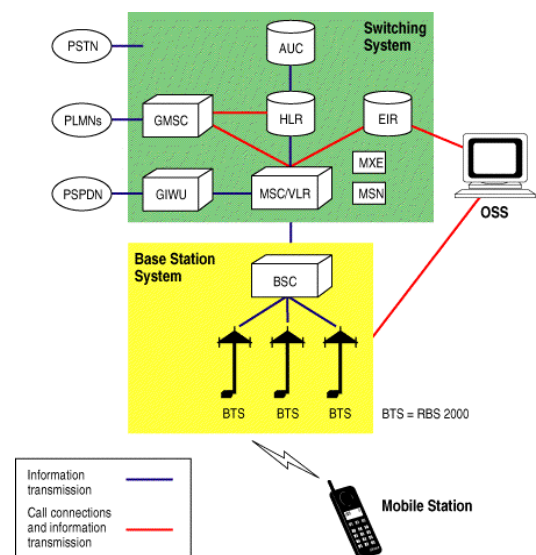 Switching
System
PSTN
AUC
PLMNs
GMSC
HLR
EIR
MXE
PSPDN
GIWU
MSC/VLR
MSN
OSS
Base Station
System
BSC
BTS
BTS
BTS
BTS = RBS 2000
Information
transmission
Call connections
and information
transmission
Mobile Station